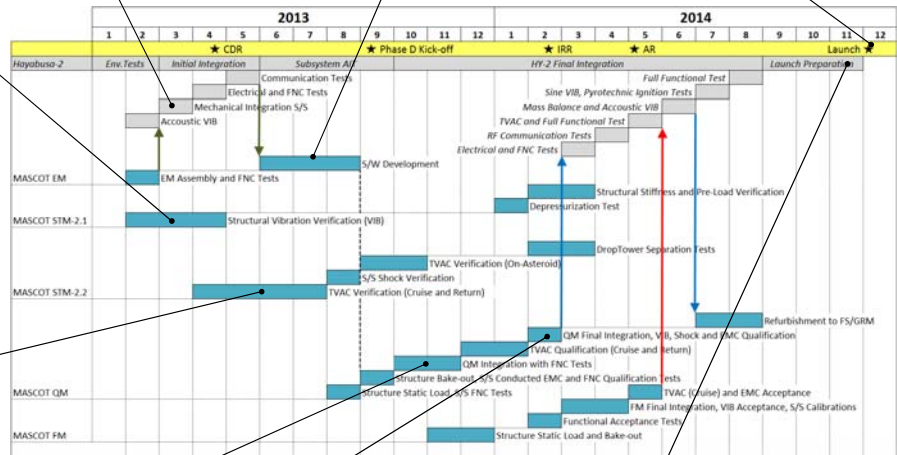 2013 2014
1 2 3 4 5 6 7 8 9 10 11 12 1 2 3 4 5 6 7 8 9 10 11 12
★ CDR ★ Phase D Kick-off ★ IRR ★ AR Launch ★
Hayabusa-2 Env.Tests Initial Integration Subsystem AIT HY-2 Final Integration Launch Preparation
Communication Tests Full Functional Test
Electrical and FNC Tests Sine VIB, Pyrotechnic Ignition Tests
Mechanical Integration S/S Mass Balance and Accoustic VIB
Accoustic VIB TVAC and Full Functional Test
RF Communication Tests
Electrical and FNC Tests
S/W Development
MASCOT EM EM Assembly and FNC Tests
Structural Stiffness and Pre-Load Verification
Depressurization Test
MASCOT STM-2.1 Structural Vibration Verification (VIB)
DropTower Separation Tests
TVAC Verification (On-Asteroid)
S/S Shock Verification
MASCOT STM-2.2 TVAC Verification (Cruise and Return)
Refurbishment to FS/GRM
QM Final Integration, VIB, Shock and EMC Qualification
TVAC Qualification (Cruise and Return)
QM Integration with FNC Tests
Structure Bake-out, S/S Conducted EMC and FNC Qualification Tests
MASCOT QM Structure Static Load, S/S FNC Tests TVAC (Cruise) and EMC Acceptance
FM Final Integration, VIB Acceptance, S/S Calibrations
Functional Acceptance Tests
MASCOT FM Structure Static Load and Bake-out